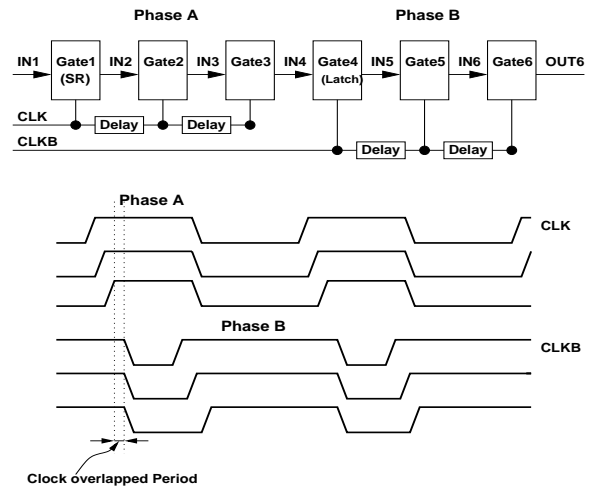 Phase A Phase B
IN1 Gate1 IN2 Gate2 IN3 Gate3 IN4 Gate4 IN5 Gate5 IN6 Gate6 OUT6
(SR) (Latch)
CLK Delay Delay
CLKB Delay Delay
Phase A
CLK
Phase B
CLKB
Clock overlapped Period